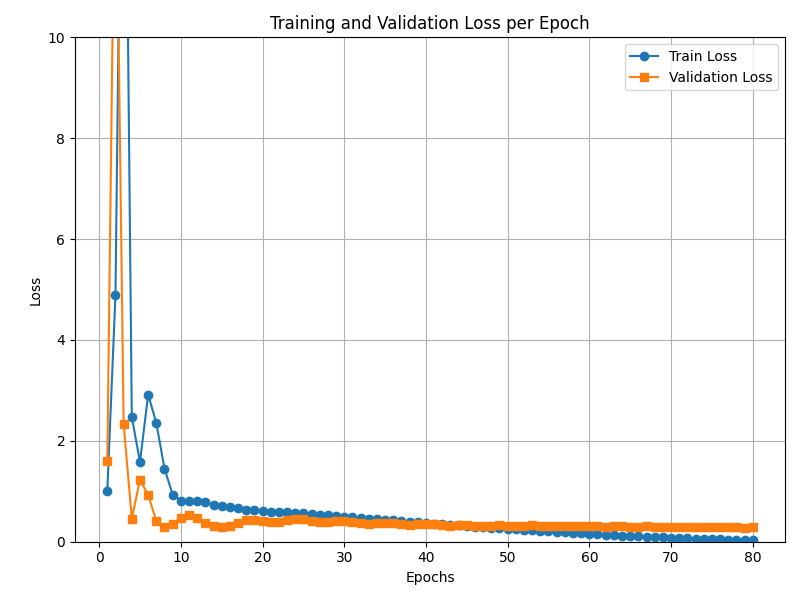 Training and Validation Loss per Epoch
Train Loss
Validation Loss
Loss
10
8
6
4
2
0
0 10 20 30 40 50 60 70 80
Epochs